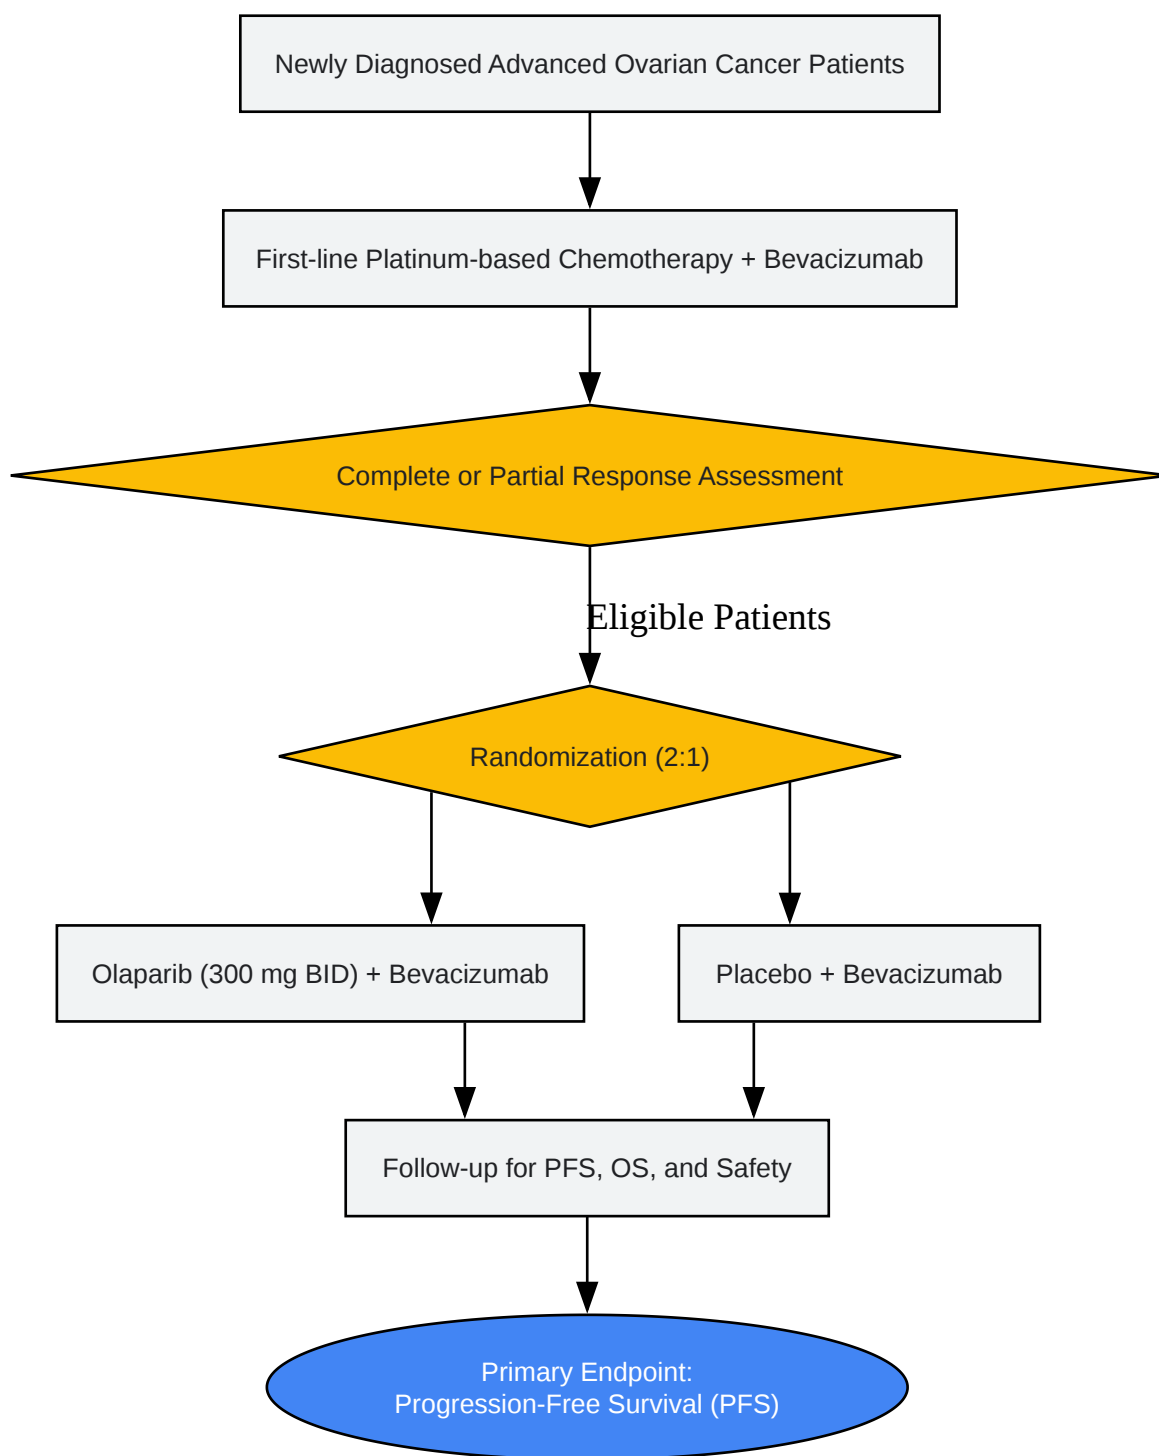 Newly Diagnosed Advanced Ovarian Cancer Patients
First-line Platinum-based Chemotherapy + Bevacizumab
Complete or Partial Response Assessment
Eligible Patients
Randomization (2:1)
Olaparib (300 mg BID) + Bevacizumab
Placebo + Bevacizumab
Follow-up for PFS, OS, and Safety
Primary Endpoint:
Progression-Free Survival (PFS)